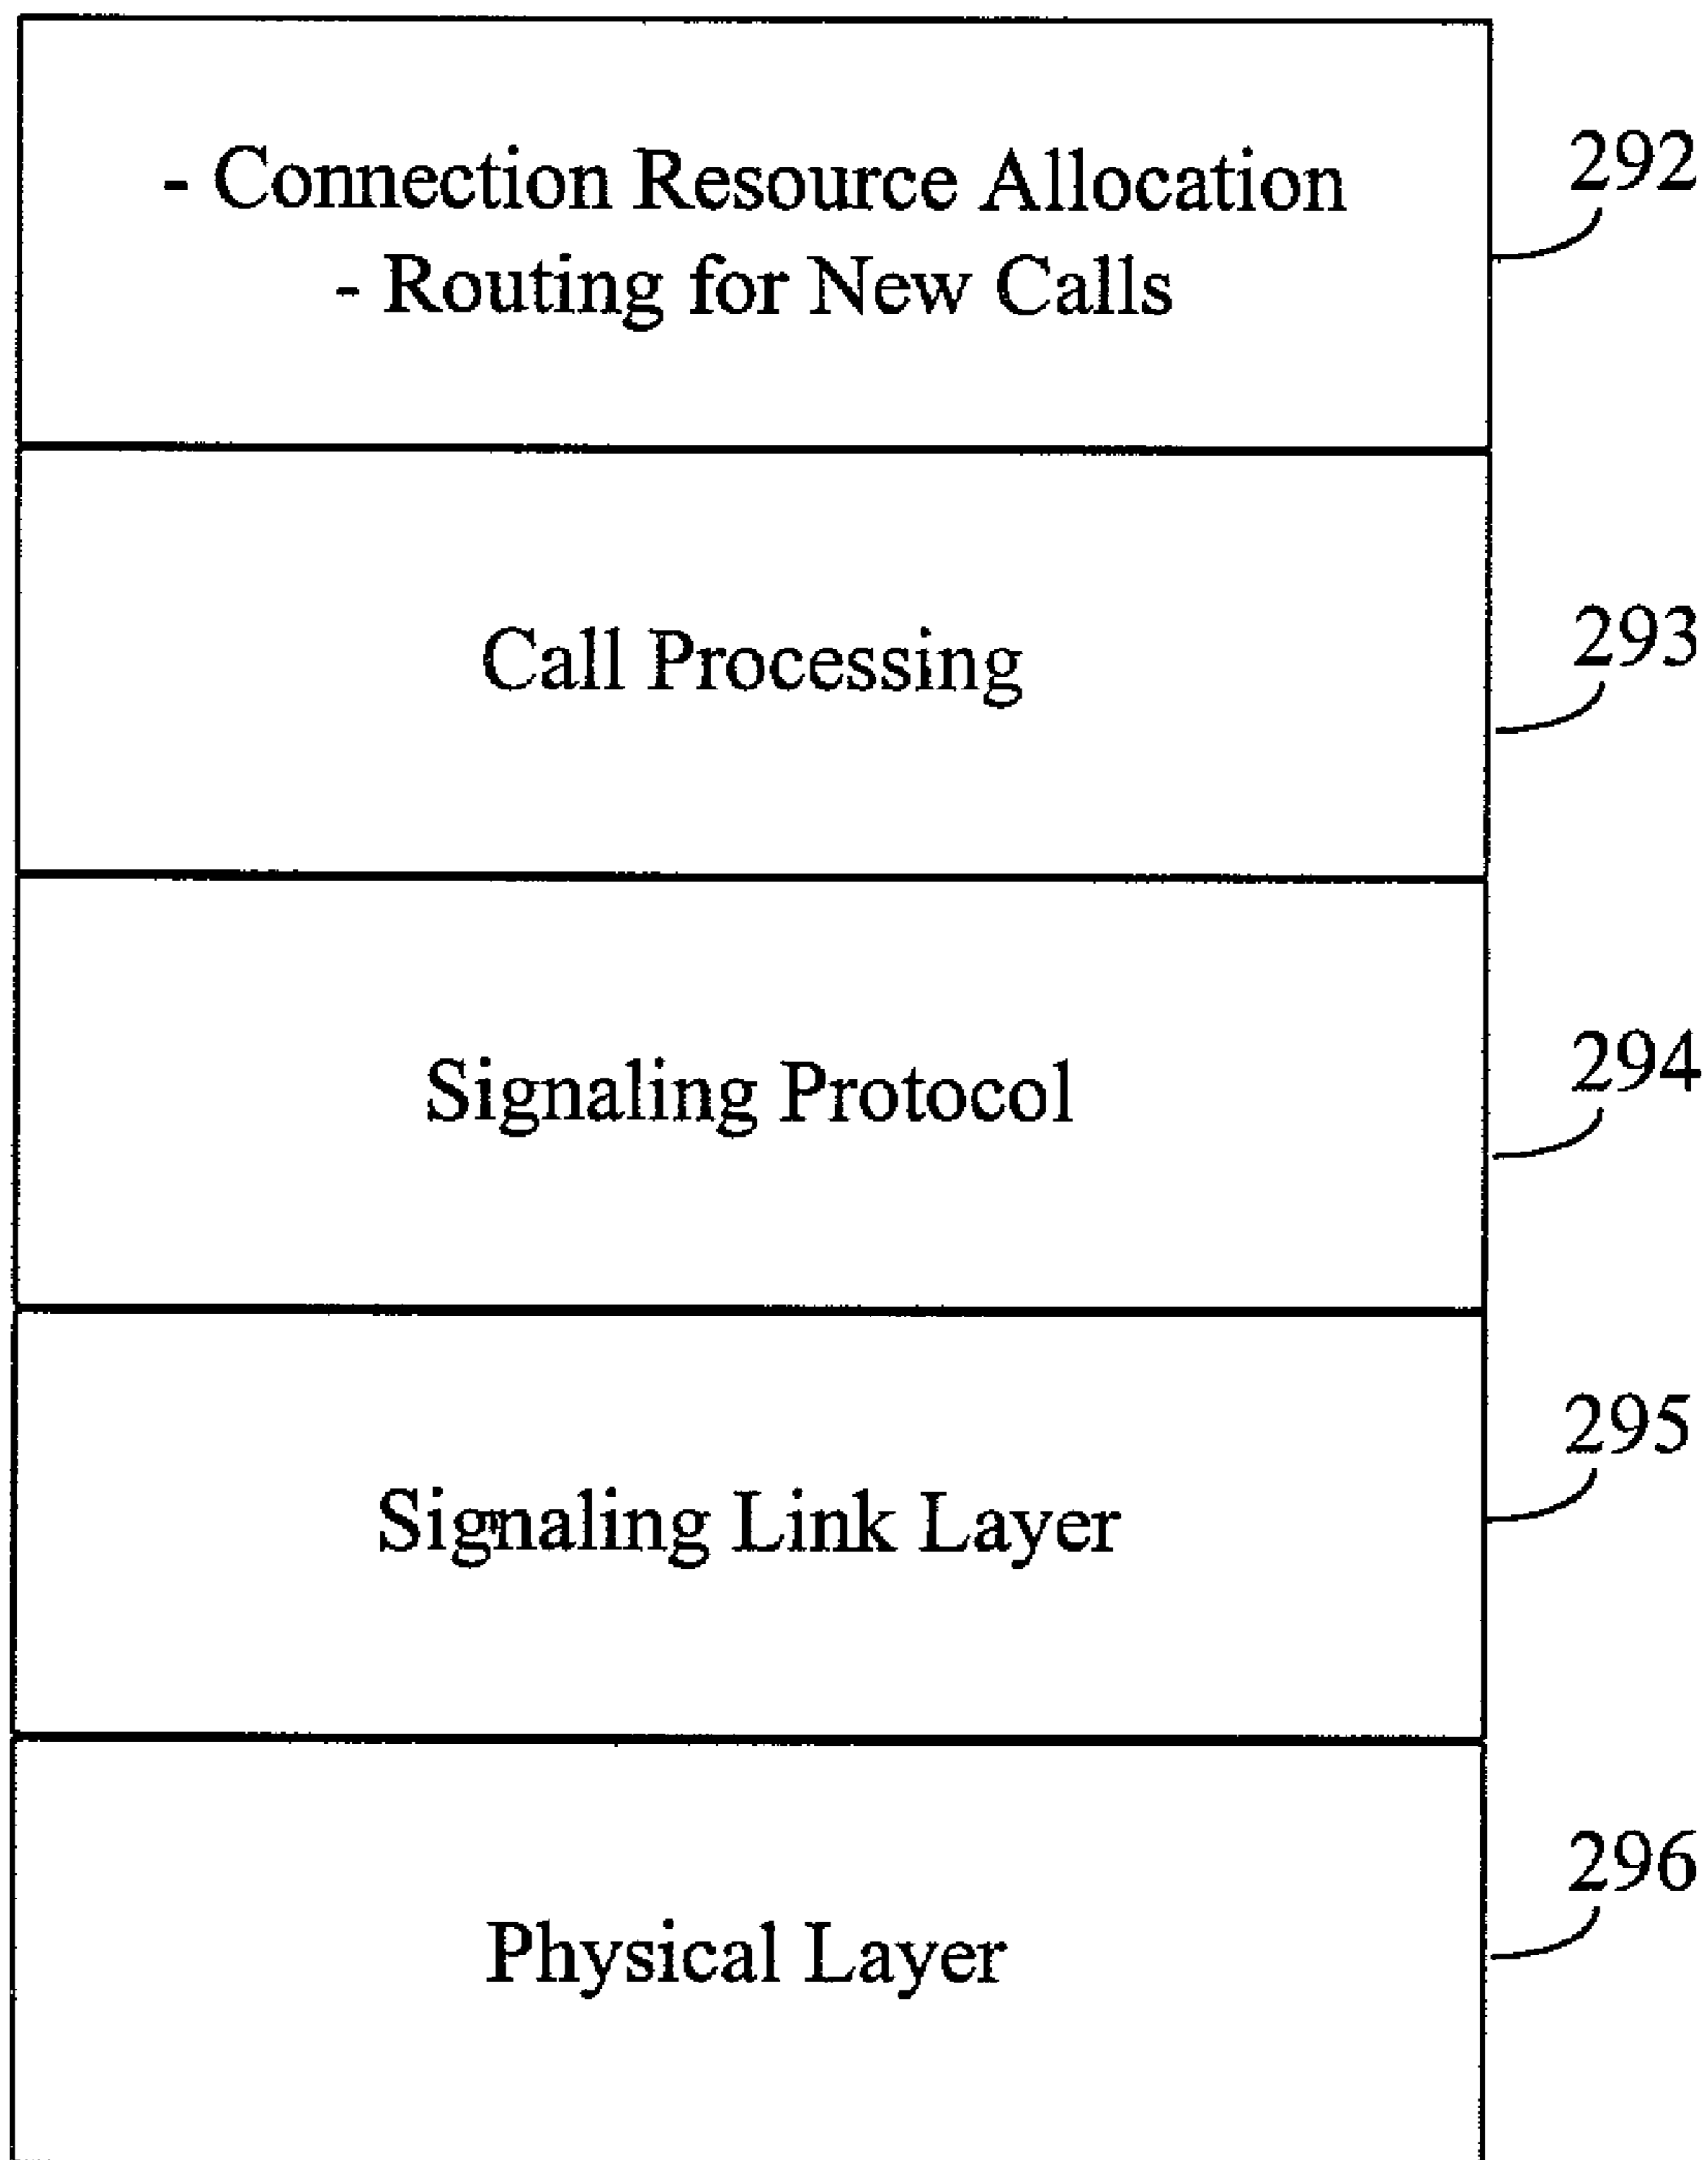 - Connection Resource Allocation
- Routing for New Calls
292
Call Processing
293
Signaling Protocol
294
Signaling Link Layer
295
Physical Layer
296